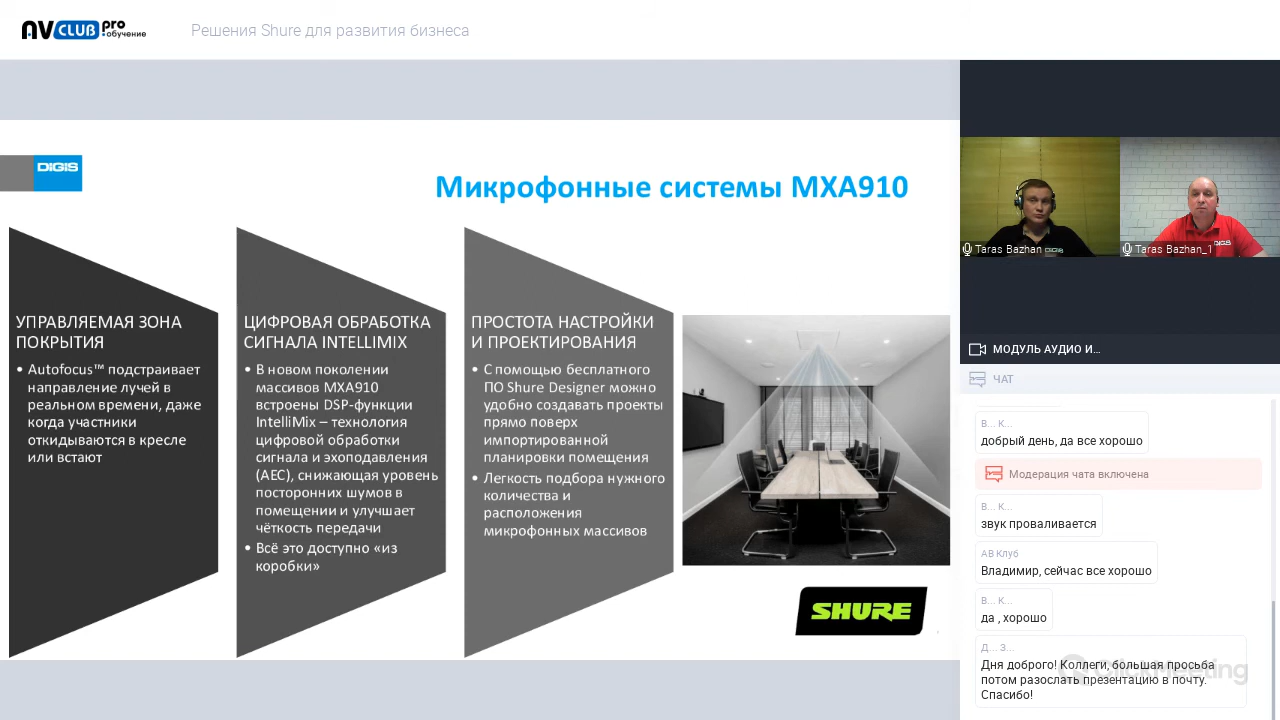 AVCLUB pro
.обучение
Решения Shure для развития бизнеса
DIGIS
Микрофонные системы MXA910
УПРАВЛЯЕМАЯ ЗОНА
ПОКРЫТИЯ
• Autofocus™ подстраивает
направление лучей в
реальном времени, даже
когда участники
откидываются в кресле
или встают
ЦИФРОВАЯ ОБРАБОТКА
СИГНАЛА INTELLIMIX
• В новом поколении
массивов MXA910
встроены DSP-функции
IntelliMix – технология
цифровой обработки
сигнала и эхоподавления
(AEC), снижающая уровень
посторонних шумов в
помещении и улучшает
чёткость передачи
• Всё это доступно «из
коробки»
ПРОСТОТА НАСТРОЙКИ
И ПРОЕКТИРОВАНИЯ
• С помощью бесплатного
ПО Shure Designer можно
удобно создавать проекты
прямо поверх
импортированной
планировки помещения
• Легкость подбора нужного
количества и
расположения
микрофонных массивов
SHURE
DIGIS
Taras Bazhan
DIGIS
Taras Bazhan_1
МОДУЛЬ АУДИО И...
ЧАТ
В... К...
добрый день, да все хорошо
Модерация чата включена
В... К...
звук проваливается
АВ Клуб
Владимир, сейчас все хорошо
В... К...
да , хорошо
Д... З...
Дня доброго! Коллеги, большая просьба
потом разослать презентацию в почту.
Спасибо!
ClickMeeting